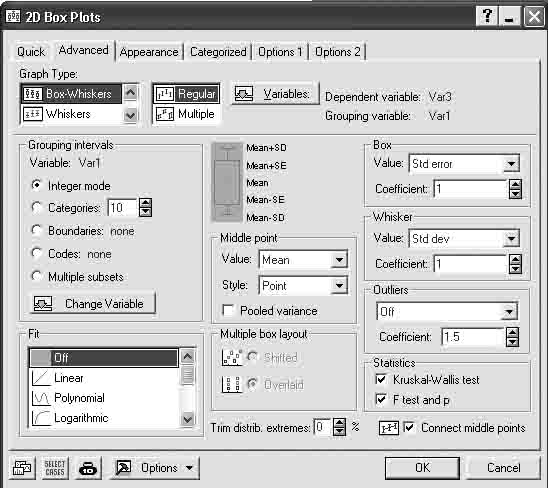 2D Box Plots
Quick Advanced Appearance Categorized Options 1 Options 2
Graph Type:
Box-Whiskers
Whiskers
Regular
Multiple
Variables:
Dependent variable: Var3
Grouping variable: Var1
Grouping intervals
Variable: Var1
Integer mode
Categories: 10
Boundaries: none
Codes: none
Multiple subsets
Change Variable
Fit
Off
Linear
Polynomial
Logarithmic
Mean+SD
Mean+SE
Mean
Mean-SE
Mean-SD
Middle point
Value: Mean
Style: Point
Pooled variance
Multiple box layout
Shifted
Overlaid
Trim distrib. extremes: 0 %
Box
Value: Std error
Coefficient: 1
Whisker
Value: Std dev
Coefficient: 1
Outliers
Off
Coefficient: 1.5
Statistics
Kruskal-Wallis test
F test and p
Connect middle points
SELECT
CASES
Options
OK
Cancel